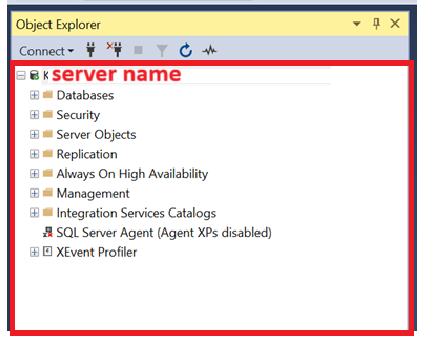 Object Explorer
Connect
K server name
Databases
Security
Server Objects
Replication
Always On High Availability
Management
Integration Services Catalogs
SQL Server Agent (Agent XPs disabled)
XEvent Profiler